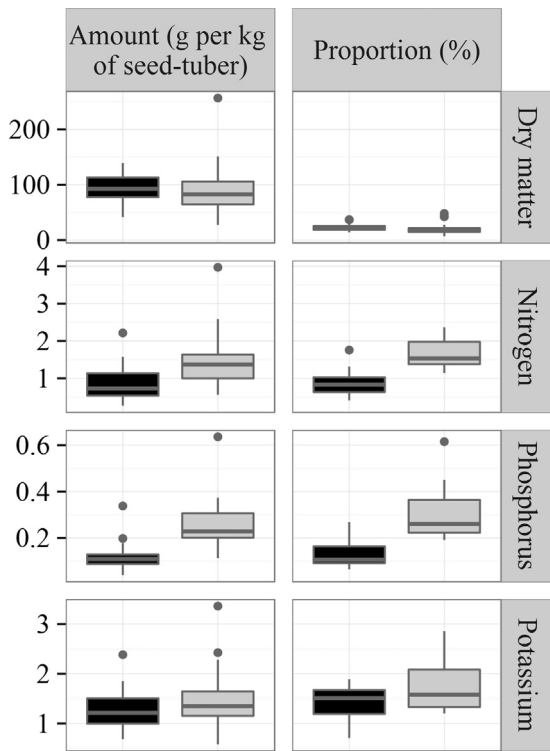 Amount (g per kg
of seed-tuber)
Proportion (%)
200
100
0
Dry matter
4
3
2
1
Nitrogen
0.6
0.4
0.2
Phosphorus
3
2
1
Potassium